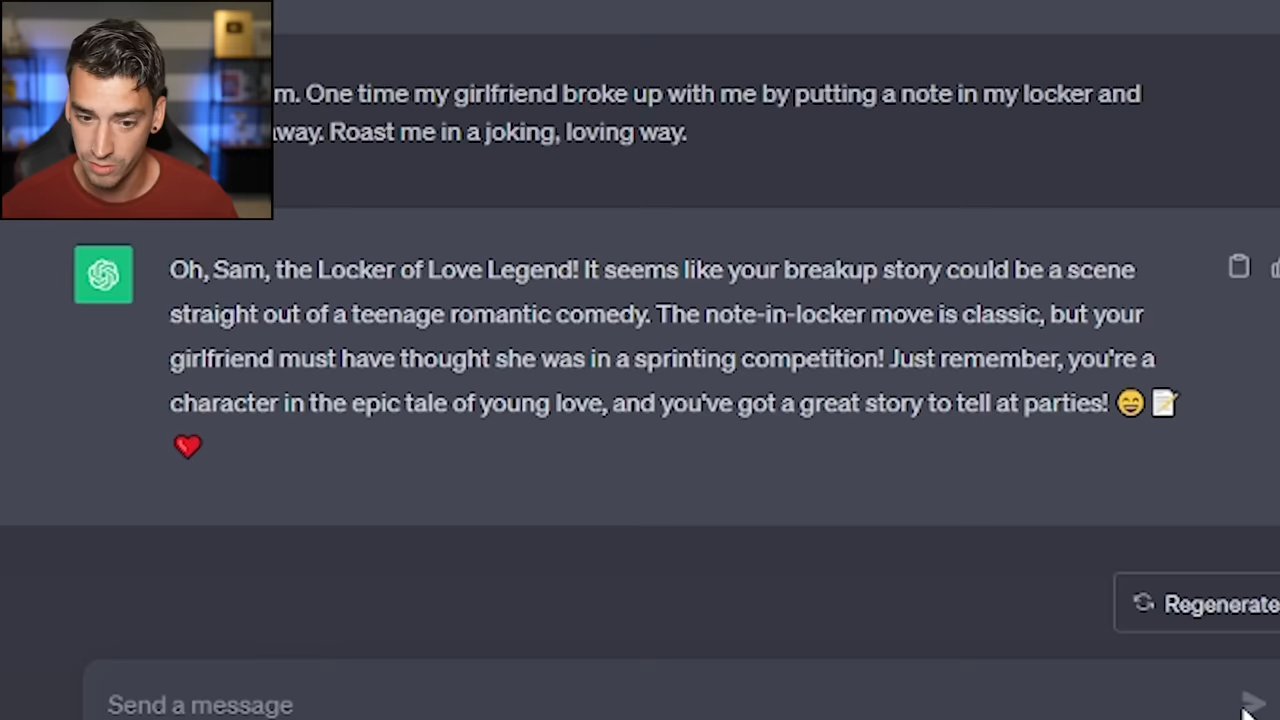 m. One time my girlfriend broke up with me by putting a note in my locker and
away. Roast me in a joking, loving way.
Oh, Sam, the Locker of Love Legend! It seems like your breakup story could be a scene
straight out of a teenage romantic comedy. The note-in-locker move is classic, but your
girlfriend must have thought she was in a sprinting competition! Just remember, you're a
character in the epic tale of young love, and you've got a great story to tell at parties! 😄📝
❤️
Regenerate
Send a message